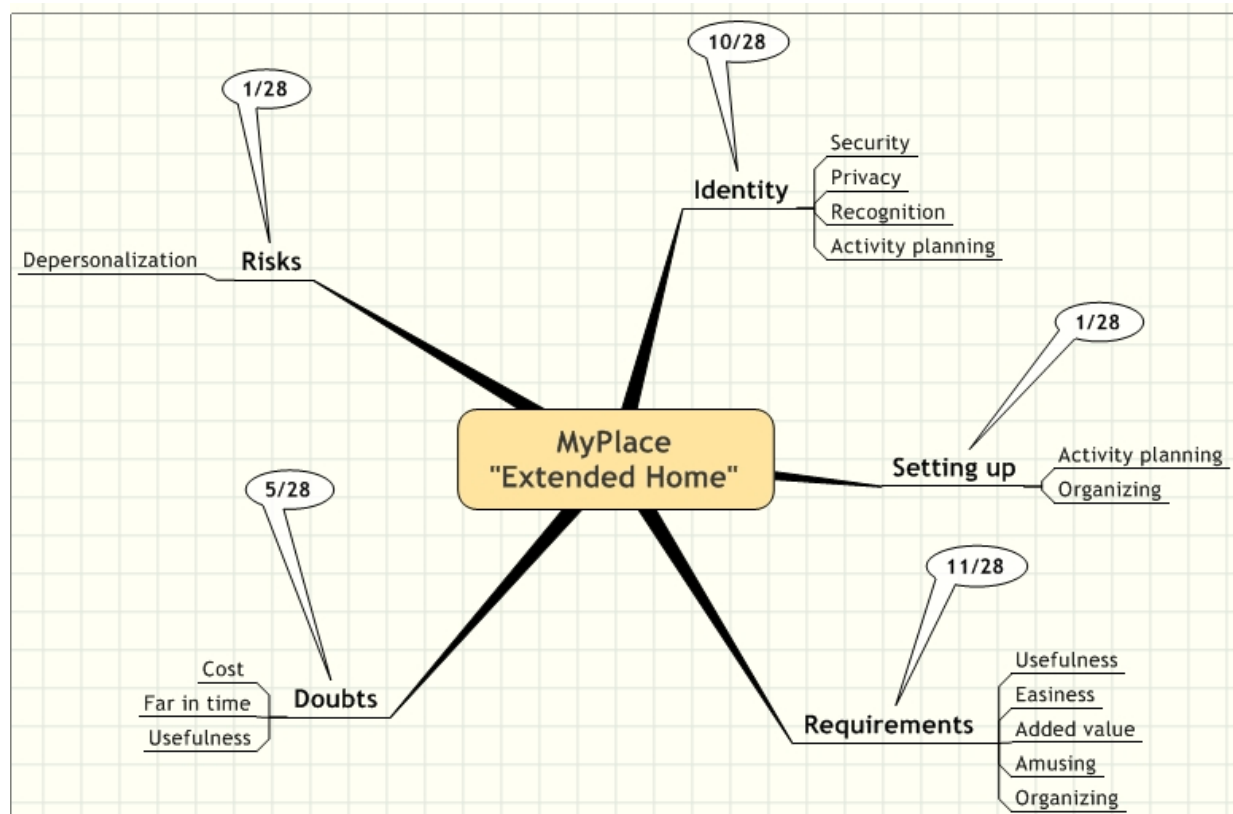 10/28
1/28
Identity
Security
Privacy
Recognition
Activity planning
Risks
Depersonalization
1/28
MyPlace
"Extended Home"
Setting up
Activity planning
Organizing
5/28
11/28
Doubts
Cost
Far in time
Usefulness
Requirements
Usefulness
Easiness
Added value
Amusing
Organizing